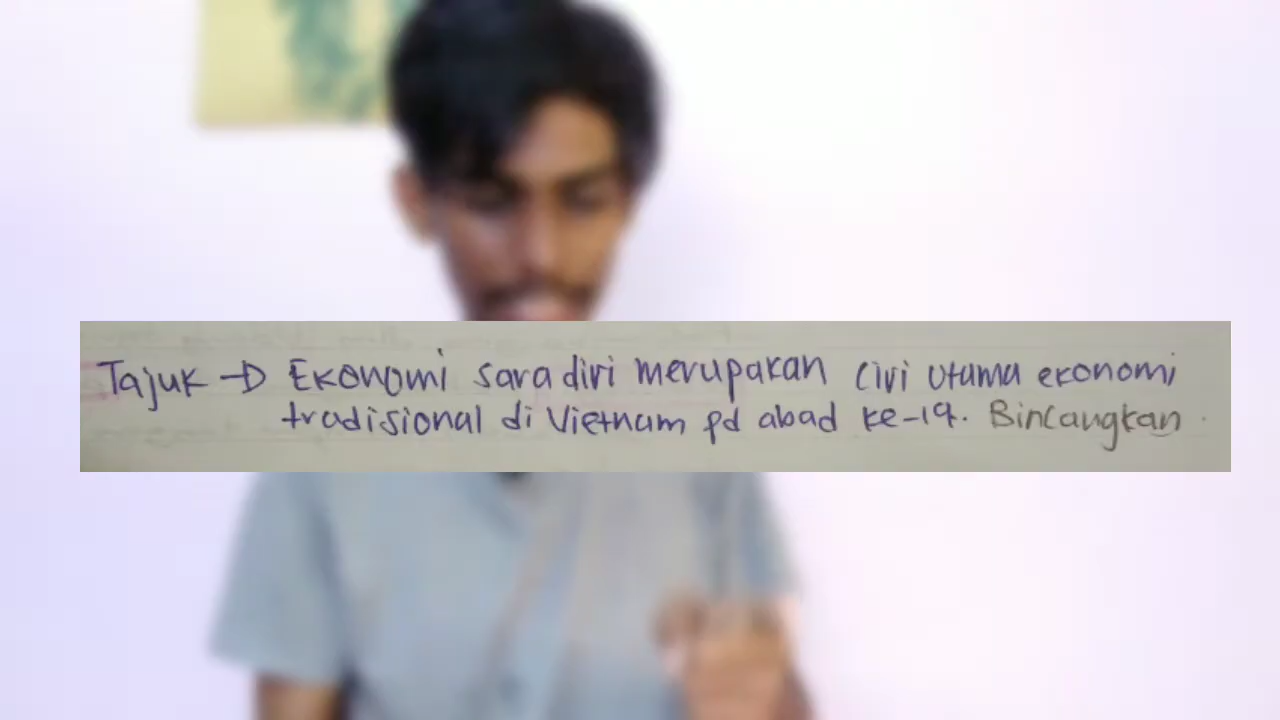 Tajuk → Ekonomi sara diri merupakan ciri utama ekonomi
tradisional di Vietnam pd abad ke-19. Bincangkan